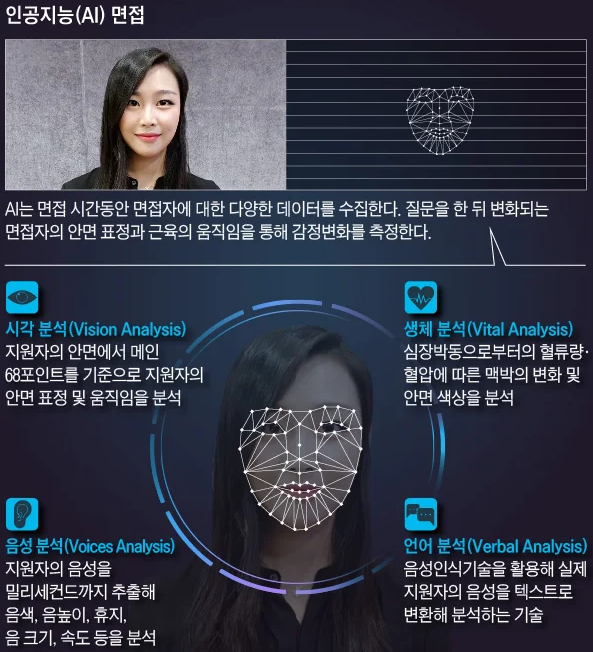 인공지능(AI) 면접
AI는 면접 시간동안 면접자에 대한 다양한 데이터를 수집한다. 질문을 한 뒤 변화되는
면접자의 안면 표정과 근육의 움직임을 통해 감정변화를 측정한다.
시각 분석(Vision Analysis)
지원자의 안면에서 메인
68포인트를 기준으로 지원자의
안면 표정 및 움직임을 분석
생체 분석(Vital Analysis)
심장박동으로부터의 혈류량·
혈압에 따른 맥박의 변화 및
안면 색상을 분석
음성 분석(Voices Analysis)
지원자의 음성을
밀리세컨드까지 추출해
음색, 음높이, 휴지,
음 크기, 속도 등을 분석
언어 분석(Verbal Analysis)
음성인식기술을 활용해 실제
지원자의 음성을 텍스트로
변환해 분석하는 기술